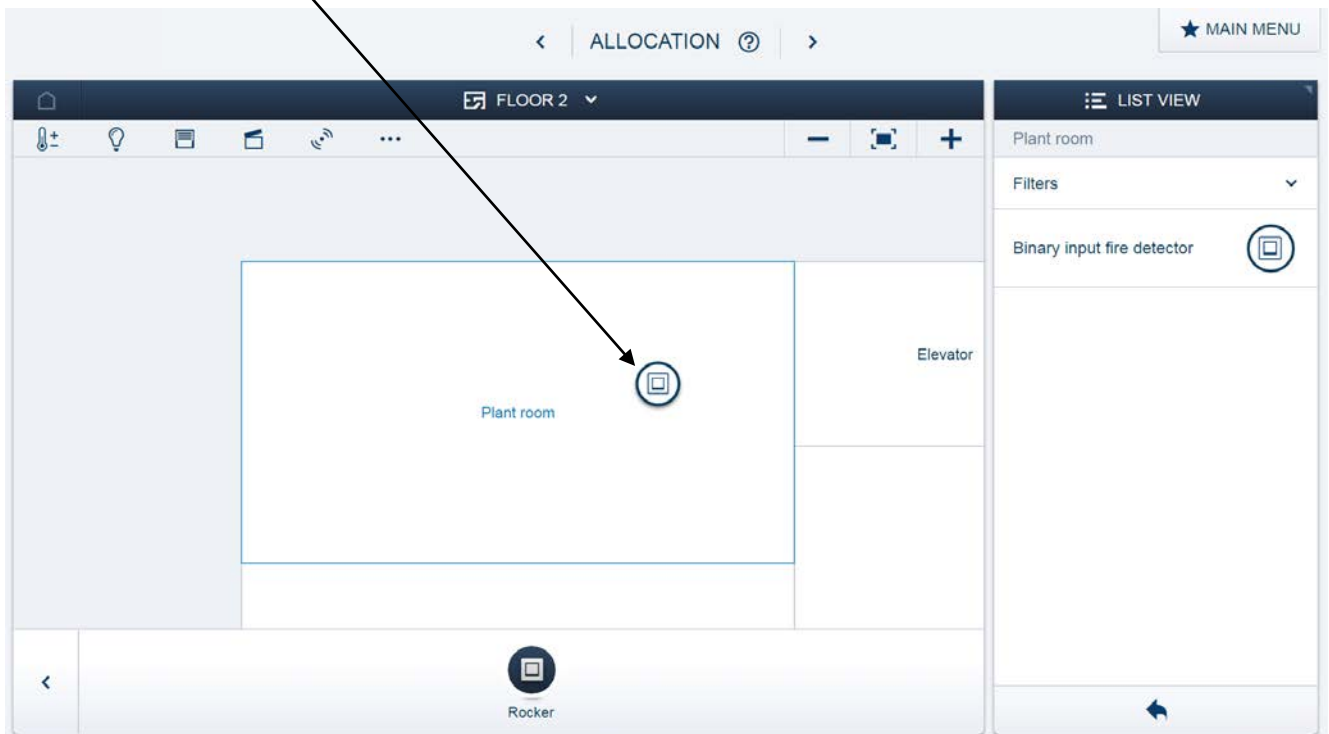 ALLOCATION
MAIN MENU
FLOOR 2
LIST VIEW
Plant room
Filters
Binary input fire detector
Elevator
Plant room
Rocker